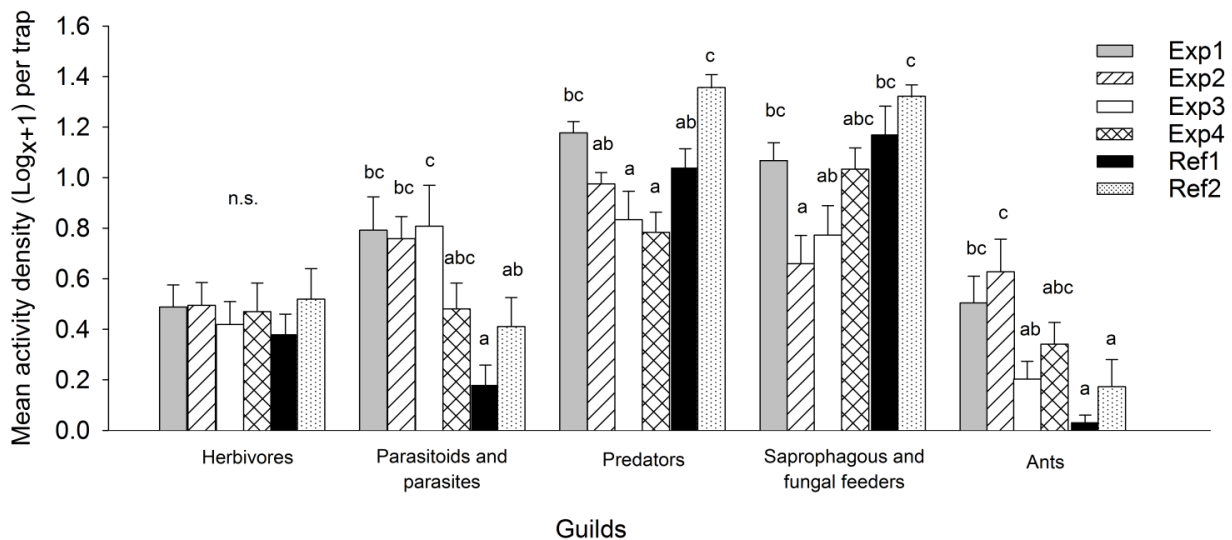 Mean activity density (Logx+1) per trap
1.6
1.4
1.2
1.0
0.8
0.6
0.4
0.2
0.0
n.s.
bc
bc
c
abc
a
ab
bc
ab
a
a
ab
c
bc
a
ab
abc
bc
c
bc
c
ab
abc
a
a
Exp1
Exp2
Exp3
Exp4
Ref1
Ref2
Herbivores
Parasitoids and
parasites
Predators
Saprophagous and
fungal feeders
Ants
Guilds